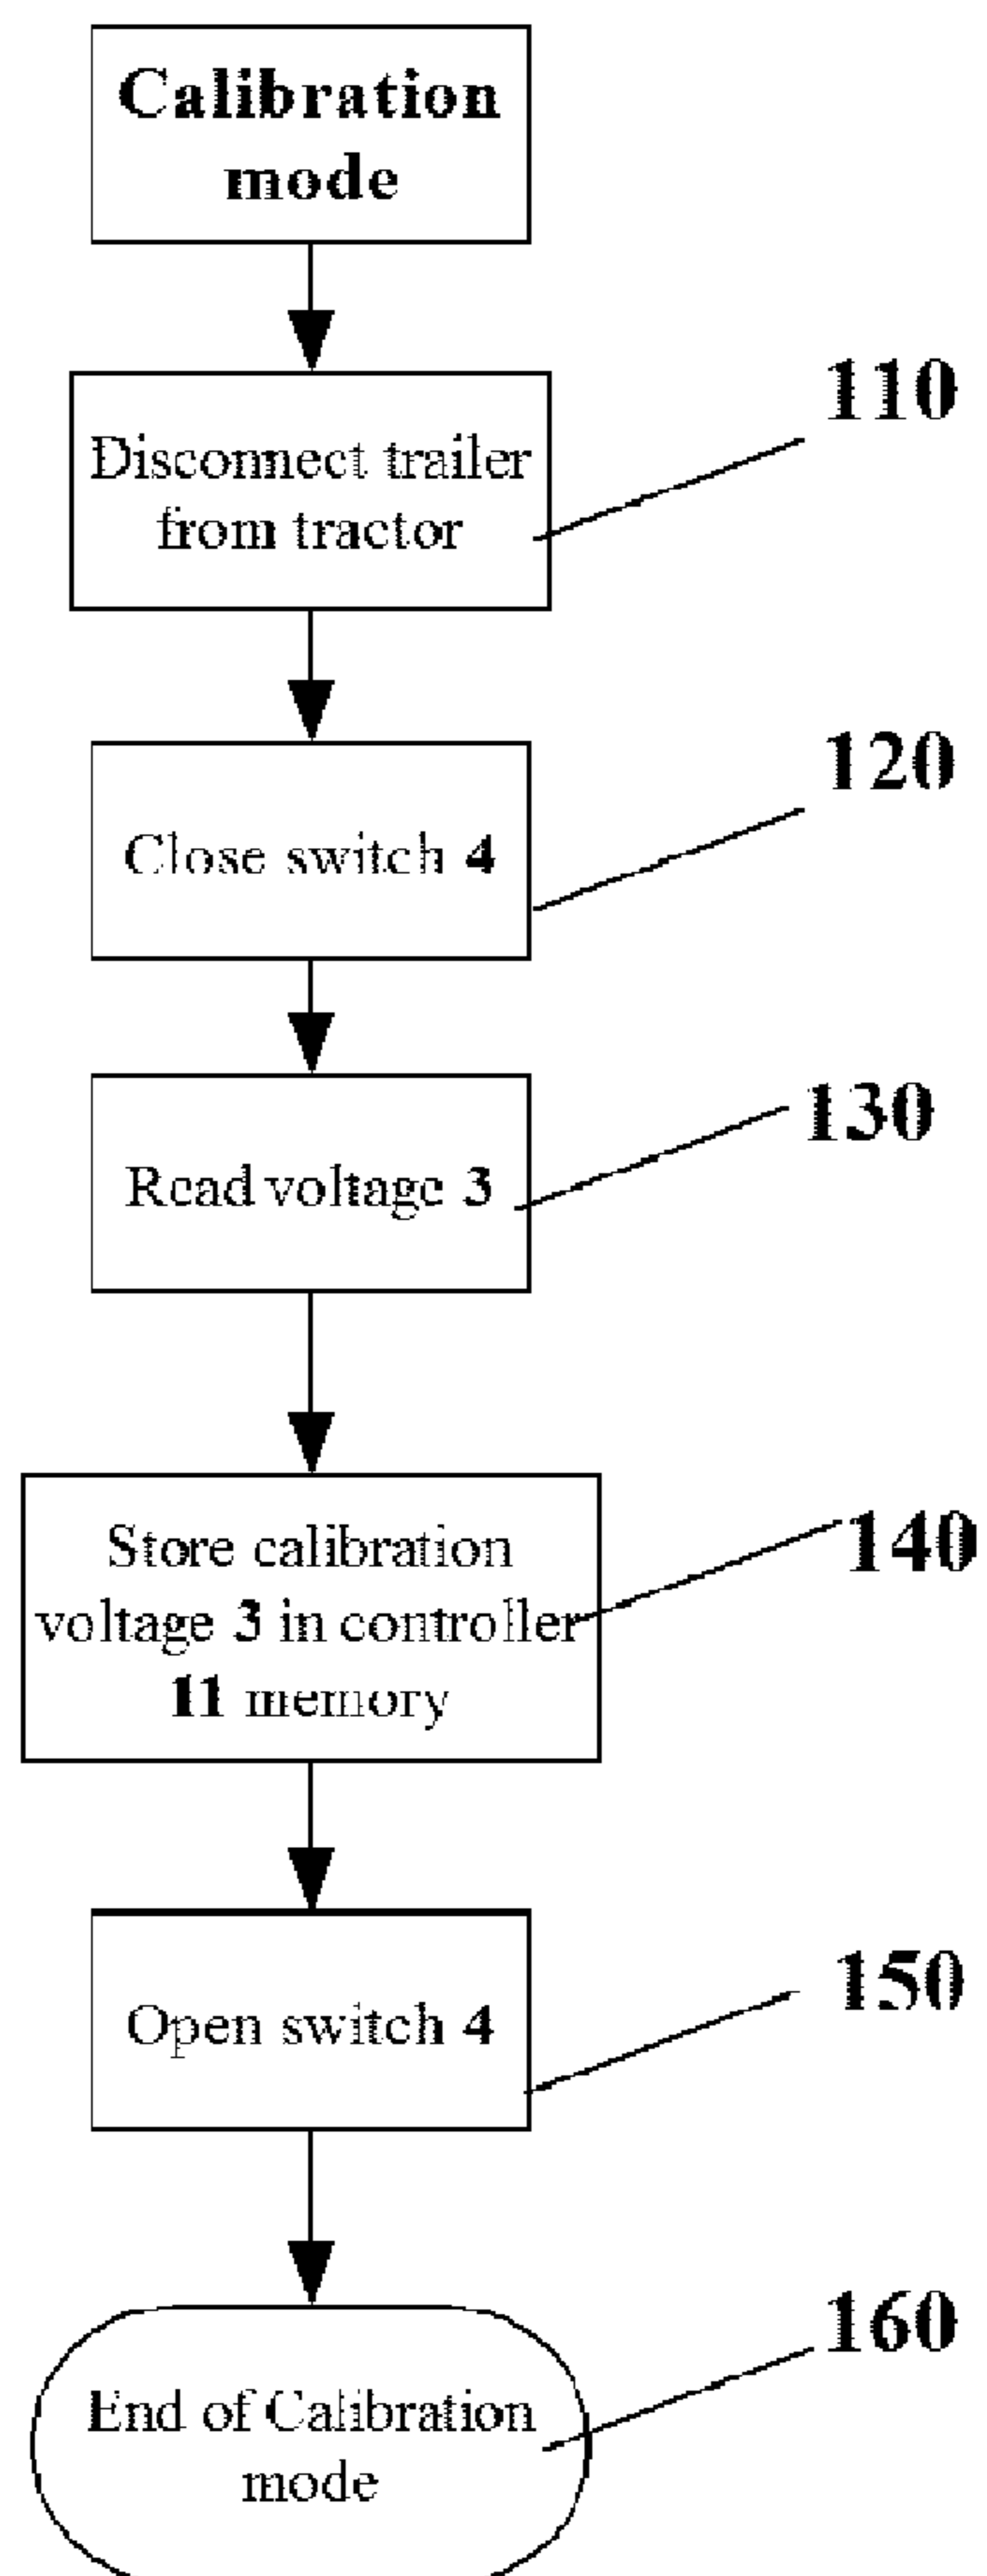 Calibration
mode
110
Disconnect trailer
from tractor
120
Close switch 4
130
Read voltage 3
140
Store calibration
voltage 3 in controller
11 memory
150
Open switch 4
160
End of Calibration
mode